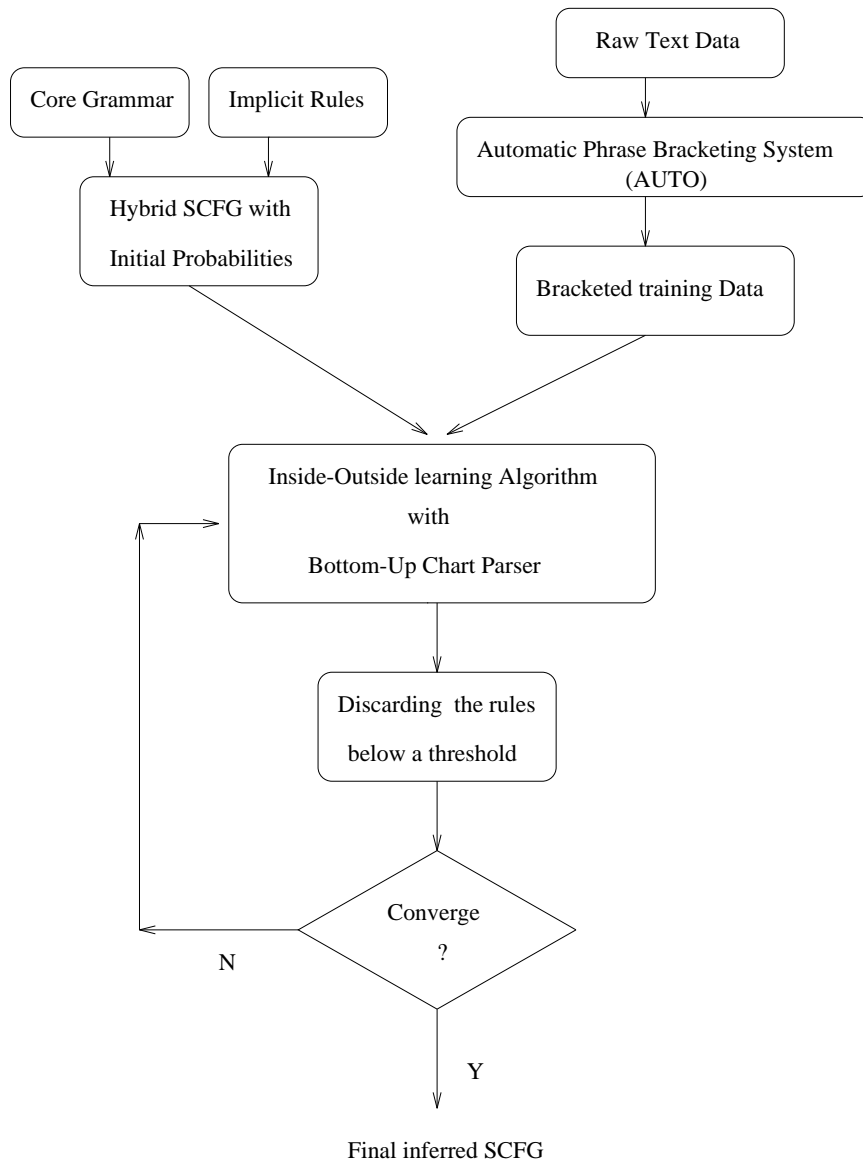 Raw Text Data
Core Grammar
Implicit Rules
Automatic Phrase Bracketing System
(AUTO)
Hybrid SCFG with
Initial Probabilities
Bracketed training Data
Inside-Outside learning Algorithm
with
Bottom-Up Chart Parser
Discarding the rules
below a threshold
Converge
?
N
Y
Final inferred SCFG